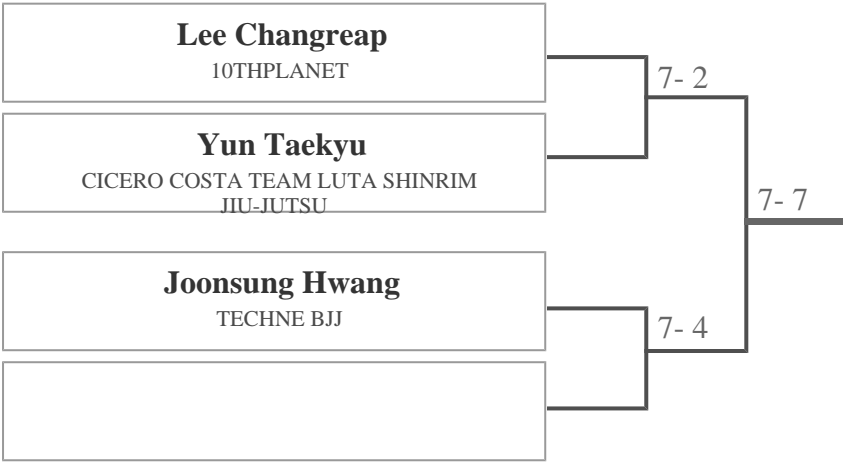 Lee Changreap
10THPLANET
7- 2
Yun Taekyu
CICERO COSTA TEAM LUTA SHINRIM
JIU-JUTSU
7- 7
Joonsung Hwang
TECHNE BJJ
7- 4